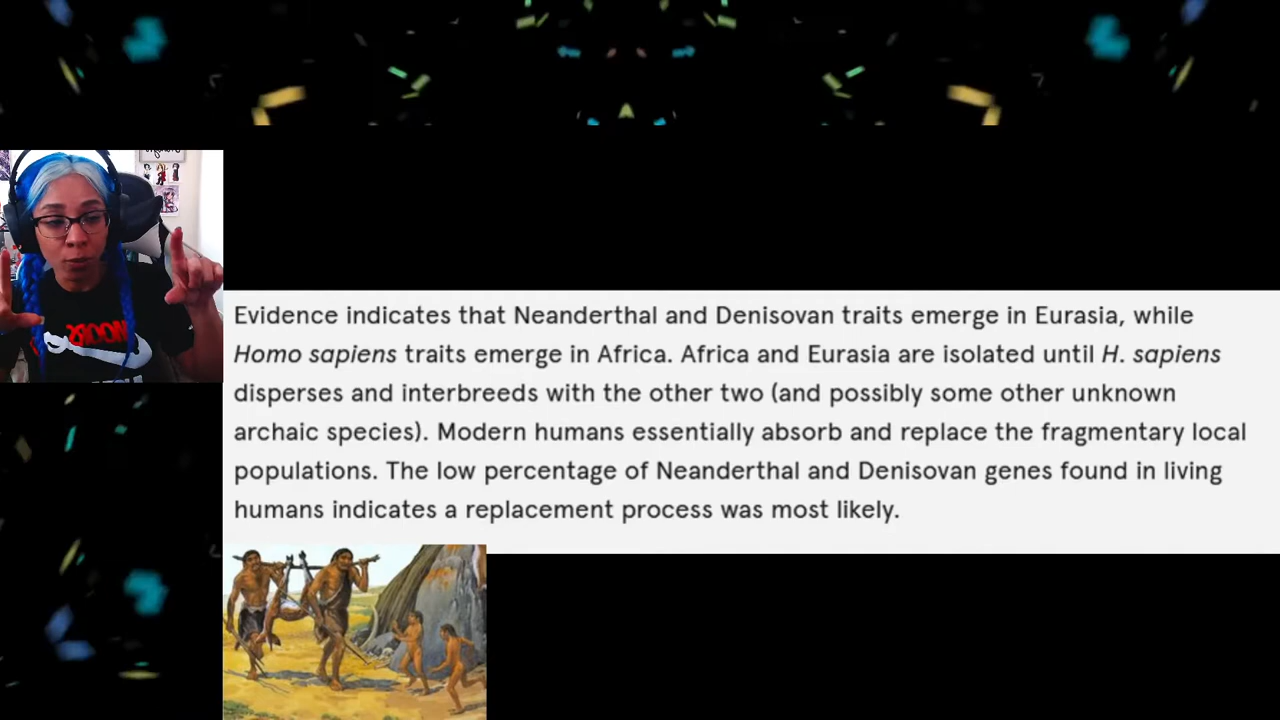 Evidence indicates that Neanderthal and Denisovan traits emerge in Eurasia, while
Homo sapiens traits emerge in Africa. Africa and Eurasia are isolated until H. sapiens
disperses and interbreeds with the other two (and possibly some other unknown
archaic species). Modern humans essentially absorb and replace the fragmentary local
populations. The low percentage of Neanderthal and Denisovan genes found in living
humans indicates a replacement process was most likely.